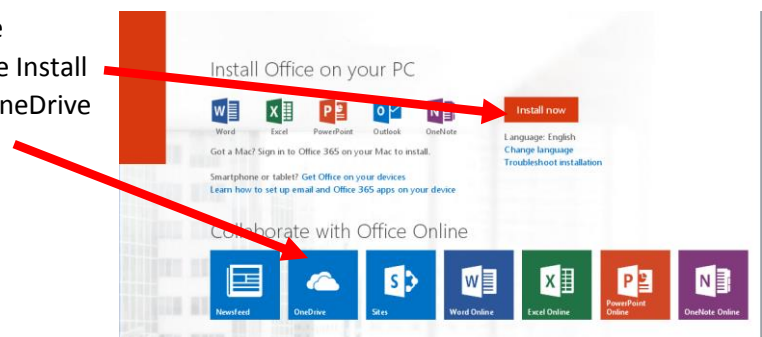 e
e Install
neDrive
Install Office on your PC
Install now
Word Excel PowerPoint Outlook OneNote
Language: English
Got a Mac? Sign in to Office 365 on your Mac to install.
Change language
Troubleshoot installation
Smartphone or tablet? Get Office on your devices
Learn how to set up email and Office 365 apps on your device
Collaborate with Office Online
Newsfeed
OneDrive
Sites
Word Online
Excel Online
PowerPoint Online
OneNote Online